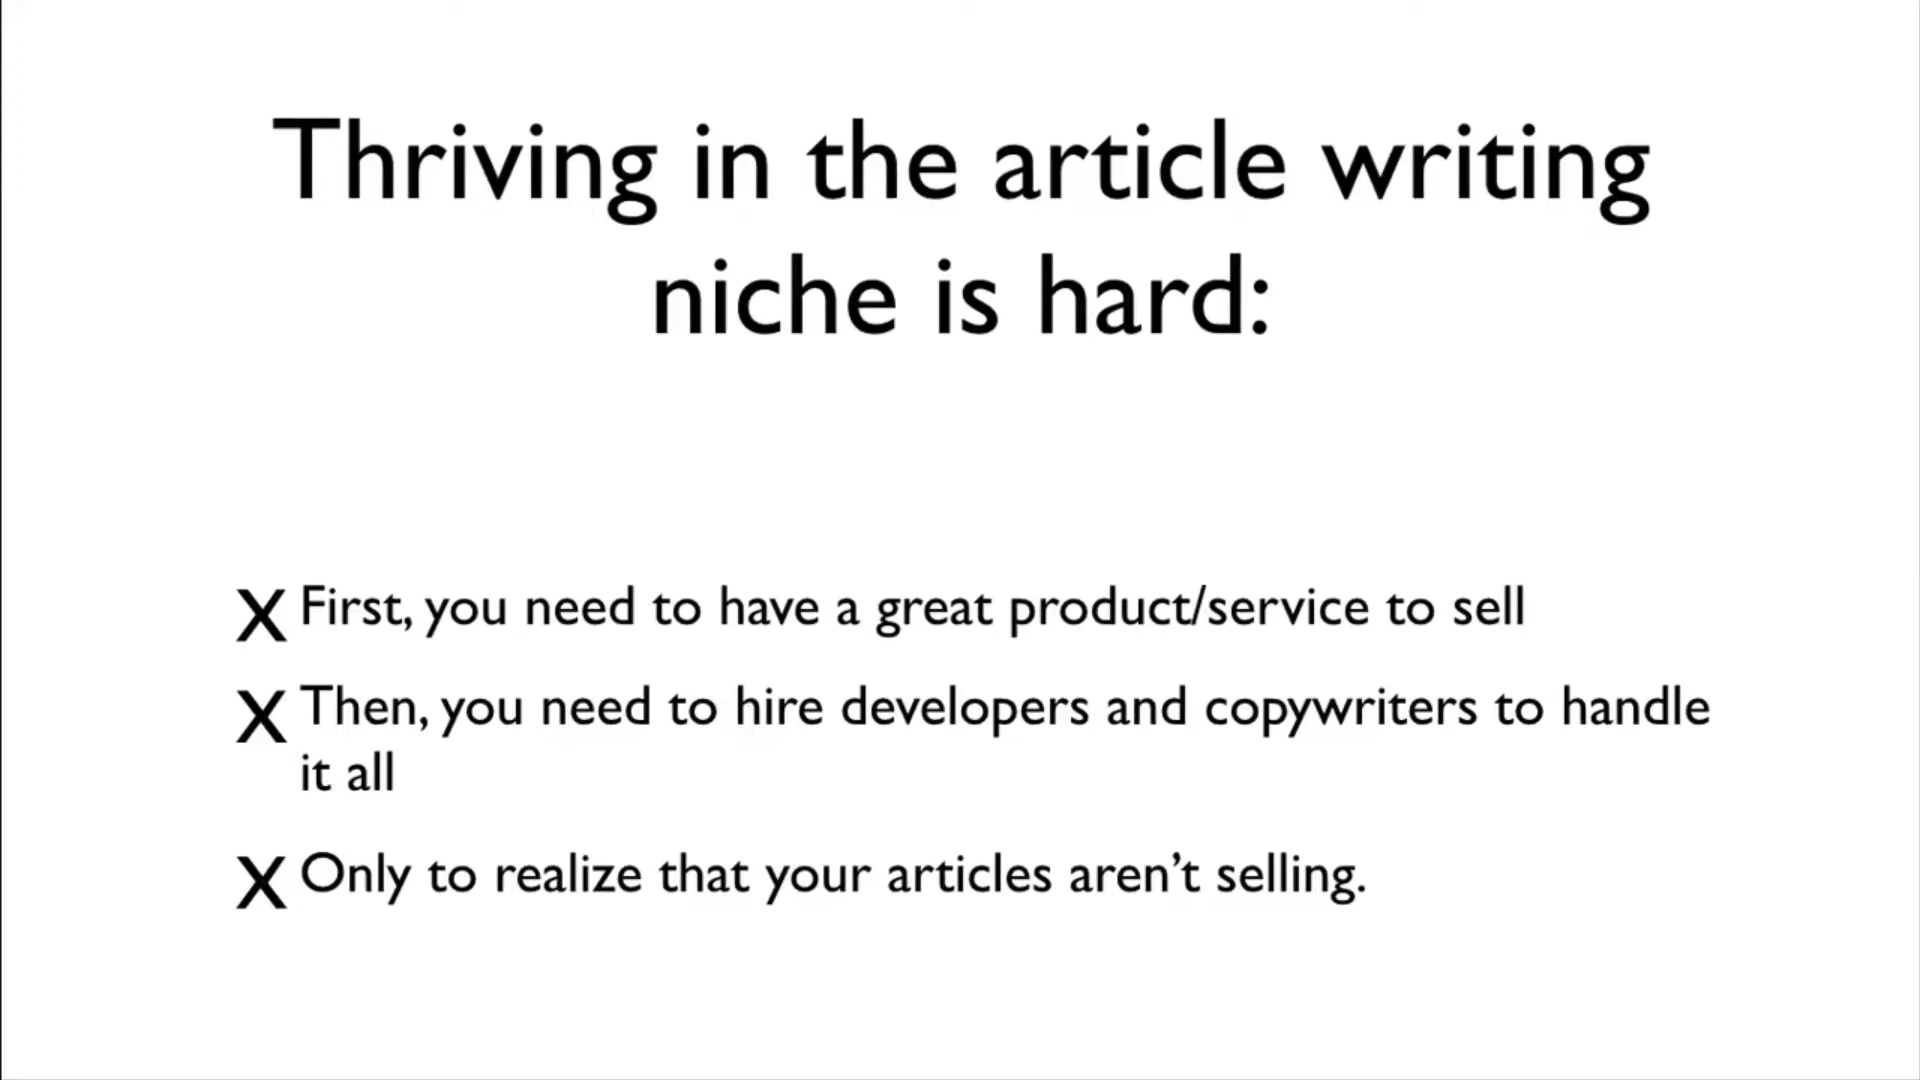 Thriving in the article writing
niche is hard:
X First, you need to have a great product/service to sell
X Then, you need to hire developers and copywriters to handle
it all
X Only to realize that your articles aren’t selling.